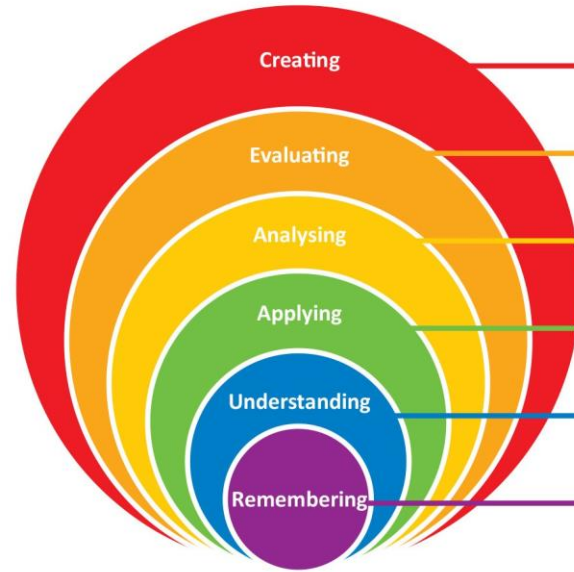 Creating
Evaluating
Analysing
Applying
Understanding
Remembering